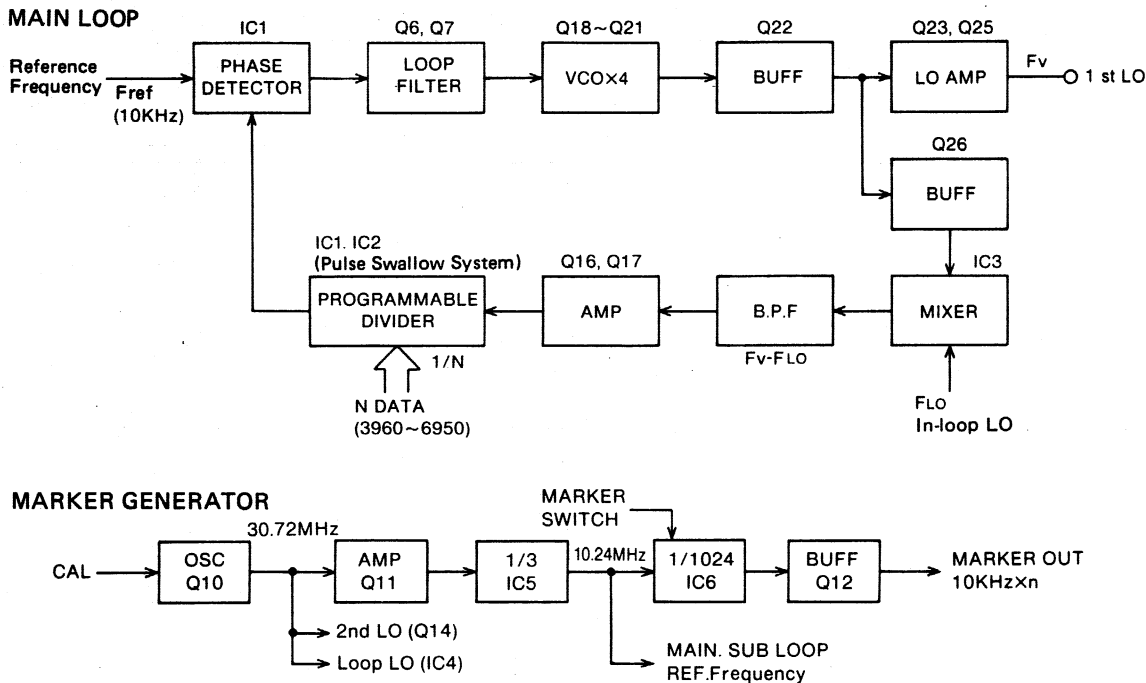 MAIN LOOP
Reference
Frequency
Fref
(10KHz)
IC1
PHASE
DETECTOR
Q6, Q7
LOOP
FILTER
Q18~Q21
VCO×4
Q22
BUFF
Q23, Q25
LO AMP
Fv
1 st LO
Q26
BUFF
IC3
MIXER
FLO
In-loop LO
B.P.F
Fv-FLO
Q16, Q17
AMP
IC1. IC2
(Pulse Swallow System)
PROGRAMMABLE
DIVIDER
1/N
N DATA
(3960~6950)
MARKER GENERATOR
CAL
OSC
Q10
30.72MHz
AMP
Q11
2nd LO (Q14)
Loop LO (IC4)
1/3
IC5
10.24MHz
MARKER
SWITCH
1/1024
IC6
BUFF
Q12
MARKER OUT
10KHz×n
MAIN. SUB LOOP
REF.Frequency